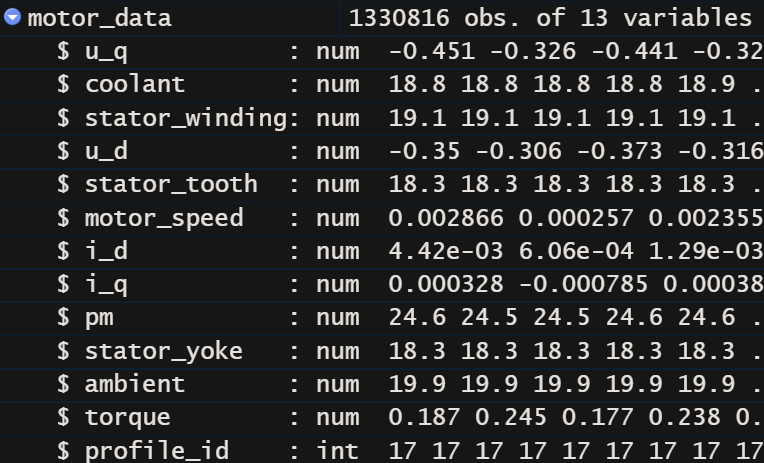 motor_data 1330816 obs. of 13 variables
$ u_q : num -0.451 -0.326 -0.441 -0.32
$ coolant : num 18.8 18.8 18.8 18.8 18.9 .
$ stator_winding: num 19.1 19.1 19.1 19.1 19.1 .
$ u_d : num -0.35 -0.306 -0.373 -0.316
$ stator_tooth : num 18.3 18.3 18.3 18.3 18.3 .
$ motor_speed : num 0.002866 0.000257 0.002355
$ i_d : num 4.42e-03 6.06e-04 1.29e-03
$ i_q : num 0.000328 -0.000785 0.00038
$ pm : num 24.6 24.5 24.5 24.6 24.6 .
$ stator_yoke : num 18.3 18.3 18.3 18.3 18.3 .
$ ambient : num 19.9 19.9 19.9 19.9 19.9 .
$ torque : num 0.187 0.245 0.177 0.238 0.
$ profile_id : int 17 17 17 17 17 17 17 17 17